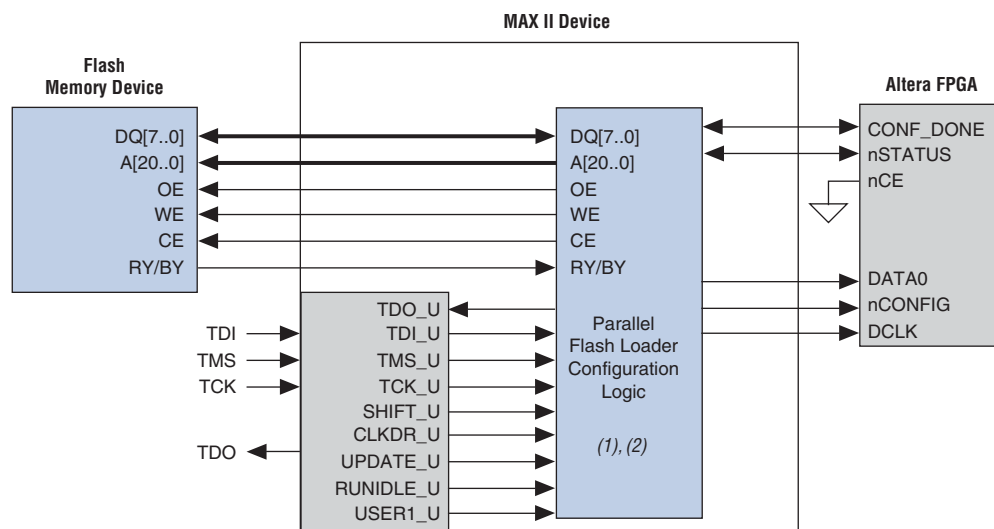 MAX II Device
Flash
Memory Device
Altera FPGA
DQ[7..0]
A[20..0]
OE
WE
CE
RY/BY
DQ[7..0]
A[20..0]
OE
WE
CE
RY/BY
Parallel
Flash Loader
Configuration
Logic
(1), (2)
CONF_DONE
nSTATUS
nCE
DATA0
nCONFIG
DCLK
TDI
TMS
TCK
TDO
TDO_U
TDI_U
TMS_U
TCK_U
SHIFT_U
CLKDR_U
UPDATE_U
RUNIDLE_U
USER1_U